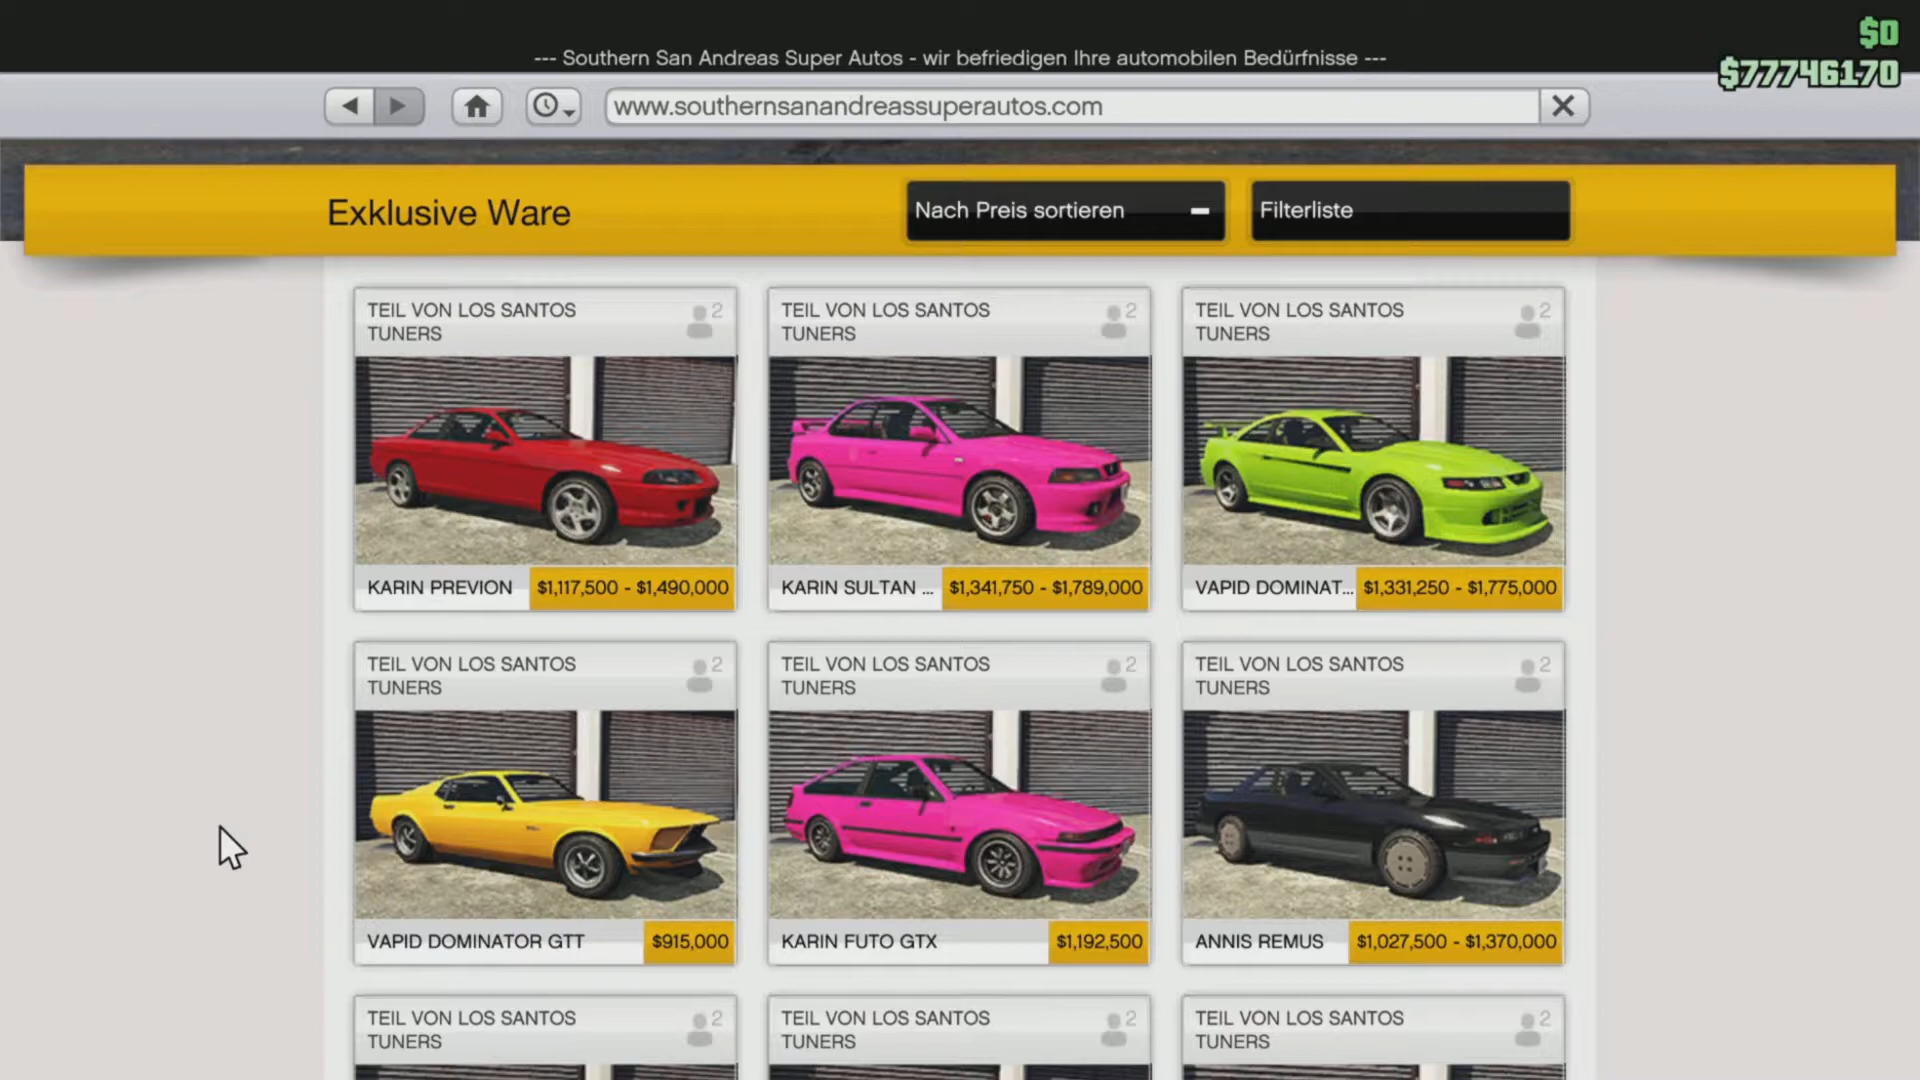 $0
--- Southern San Andreas Super Autos - wir befriedigen Ihre automobilen Bedürfnisse ---
$77746170
www.southernsanandreassuperautos.com
Exklusive Ware
Nach Preis sortieren
Filterliste
TEIL VON LOS SANTOS
TUNERS
2
TEIL VON LOS SANTOS
TUNERS
2
TEIL VON LOS SANTOS
TUNERS
2
KARIN PREVION
$1,117,500 - $1,490,000
KARIN SULTAN ...
$1,341,750 - $1,789,000
VAPID DOMINAT...
$1,331,250 - $1,775,000
TEIL VON LOS SANTOS
TUNERS
2
TEIL VON LOS SANTOS
TUNERS
2
TEIL VON LOS SANTOS
TUNERS
2
VAPID DOMINATOR GTT
$915,000
KARIN FUTO GTX
$1,192,500
ANNIS REMUS
$1,027,500 - $1,370,000
TEIL VON LOS SANTOS
TUNERS
2
TEIL VON LOS SANTOS
TUNERS
2
TEIL VON LOS SANTOS
TUNERS
2